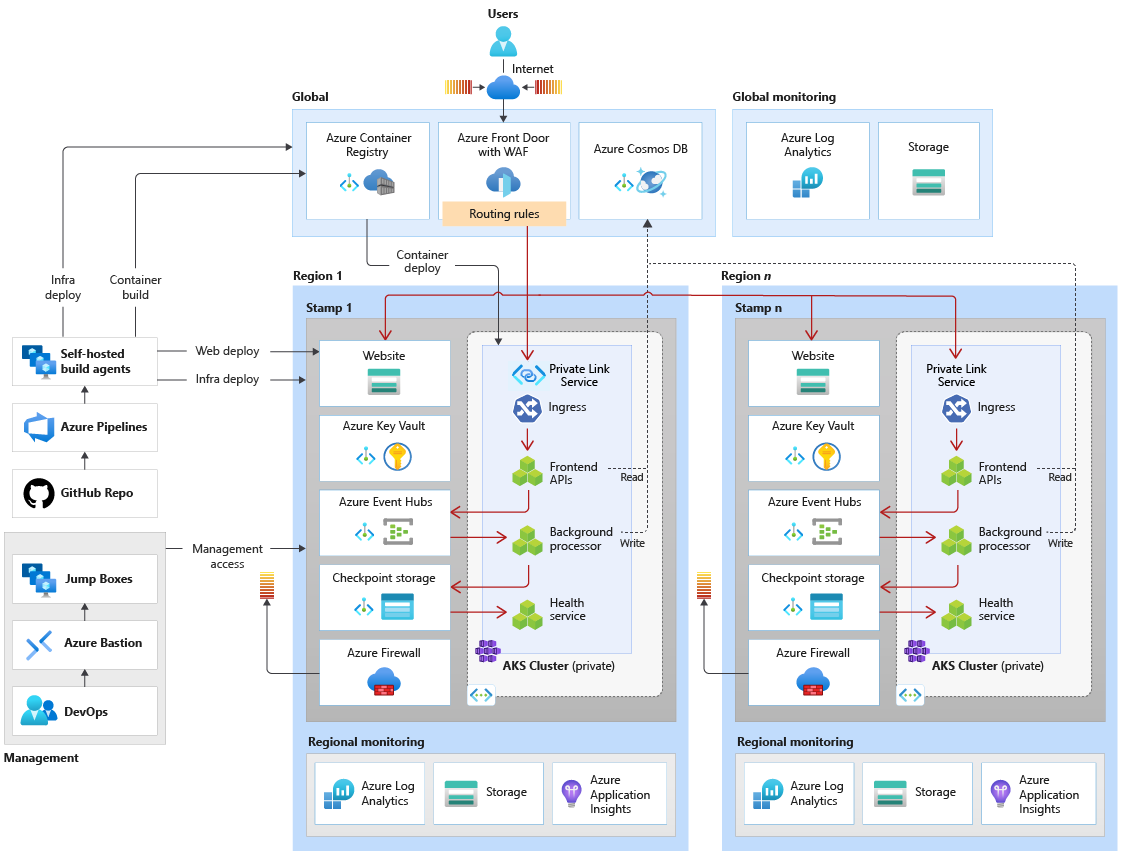 Users
Internet
Global
Azure Container
Registry
Azure Front Door
with WAF
Routing rules
Azure Cosmos DB
Global monitoring
Azure Log
Analytics
Storage
Infra
deploy
Container
build
Container
deploy
Self-hosted
build agents
Azure Pipelines
GitHub Repo
Web deploy
Infra deploy
Management
access
Jump Boxes
Azure Bastion
DevOps
Management
Region 1
Stamp 1
Website
Azure Key Vault
Azure Event Hubs
Checkpoint storage
Azure Firewall
Private Link
Service
Ingress
Frontend
APIs
Read
Background
processor
Write
Health
service
AKS Cluster (private)
Regional monitoring
Azure Log
Analytics
Storage
Azure
Application
Insights
Region n
Stamp n
Website
Azure Key Vault
Azure Event Hubs
Checkpoint storage
Azure Firewall
Private Link
Service
Ingress
Frontend
APIs
Read
Background
processor
Write
Health
service
AKS Cluster (private)
Regional monitoring
Azure Log
Analytics
Storage
Azure
Application
Insights